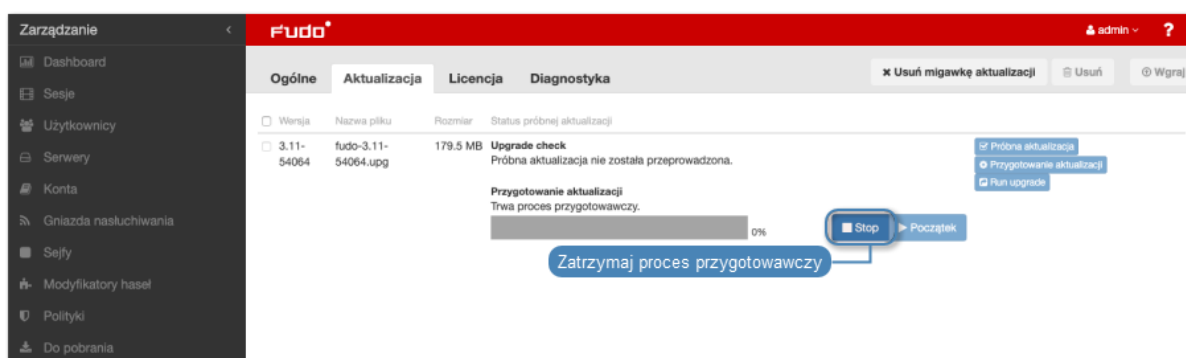 Zarządzanie
Fudo
admin
?
Dashboard
Sesje
Użytkownicy
Serwery
Konta
Gniazda nasłuchiwania
Sejfy
Modyfikatory haseł
Polityki
Do pobrania
Ogólne Aktualizacja Licencja Diagnostyka
Usuń migawkę aktualizacji Usuń Wgraj
Wersja Nazwa pliku Rozmiar Status próbnej aktualizacji
3.11-
54064
fudo-3.11-
54064.upg
179.5 MB
Upgrade check
Próbna aktualizacja nie została przeprowadzona.
Próbna aktualizacja
Przygotowanie aktualizacji
Run upgrade
Przygotowanie aktualizacji
Trwa proces przygotowawczy.
0%
Stop
Początek
Zatrzymaj proces przygotowawczy